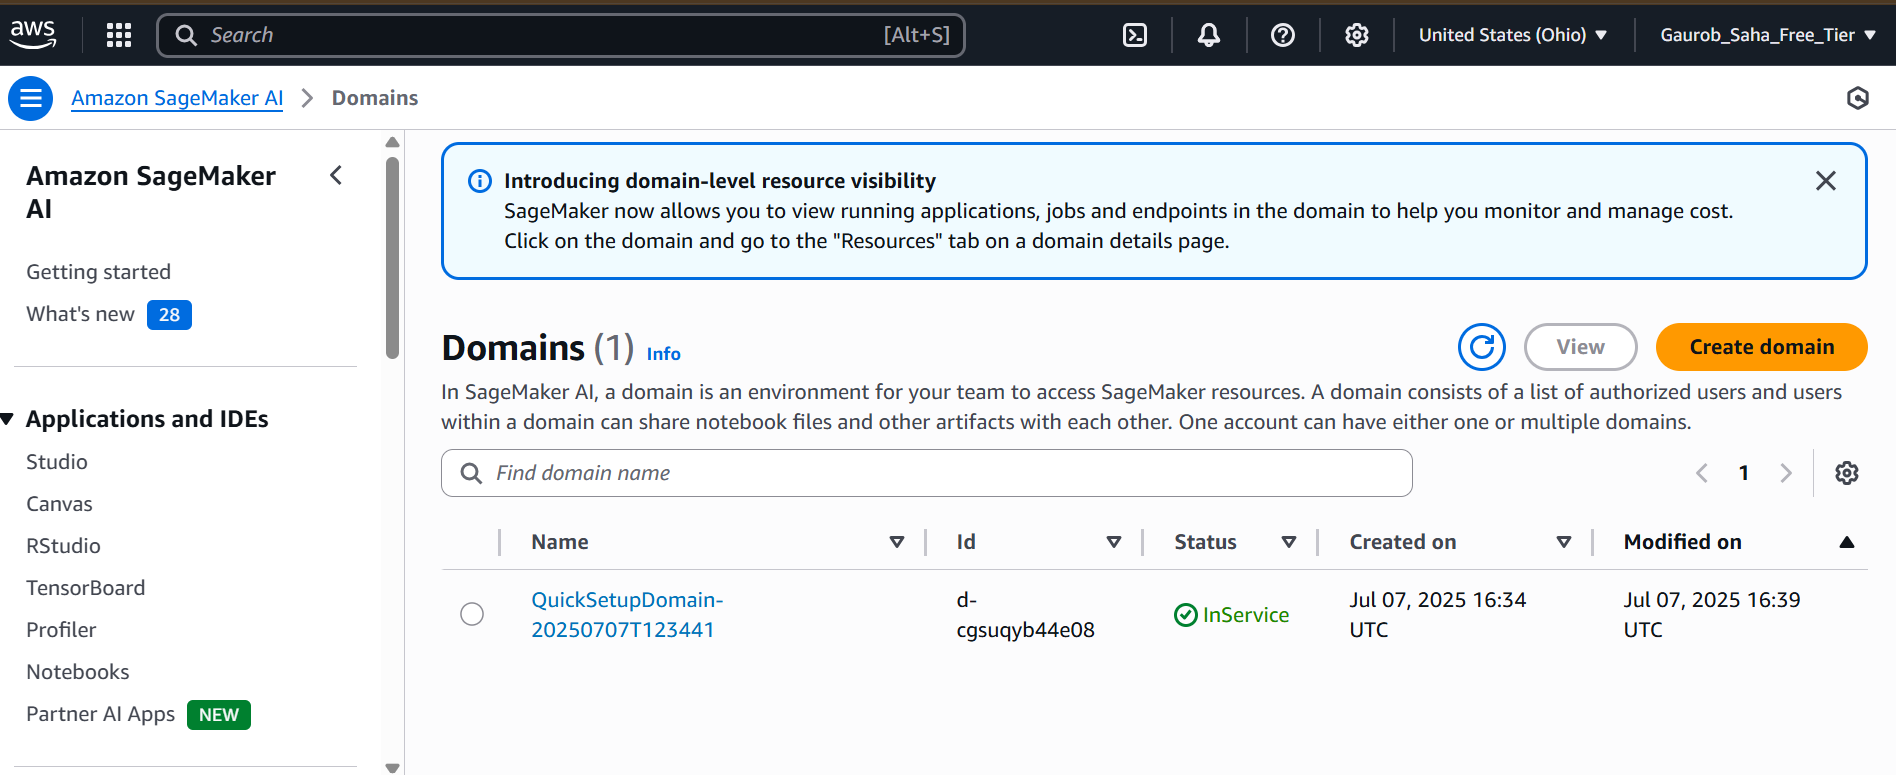 aws
Search [Alt+S]
United States (Ohio)
Gaurob_Saha_Free_Tier
Amazon SageMaker AI
Domains
Amazon SageMaker
AI
Getting started
What's new 28
Applications and IDEs
Studio
Canvas
RStudio
TensorBoard
Profiler
Notebooks
Partner AI Apps NEW
Introducing domain-level resource visibility
SageMaker now allows you to view running applications, jobs and endpoints in the domain to help you monitor and manage cost.
Click on the domain and go to the "Resources" tab on a domain details page.
Domains (1) Info
View
Create domain
In SageMaker AI, a domain is an environment for your team to access SageMaker resources. A domain consists of a list of authorized users and users
within a domain can share notebook files and other artifacts with each other. One account can have either one or multiple domains.
Find domain name
1
Name Id Status Created on Modified on
QuickSetupDomain-
20250707T123441
d-
cgsuqyb44e08
InService
Jul 07, 2025 16:34
UTC
Jul 07, 2025 16:39
UTC